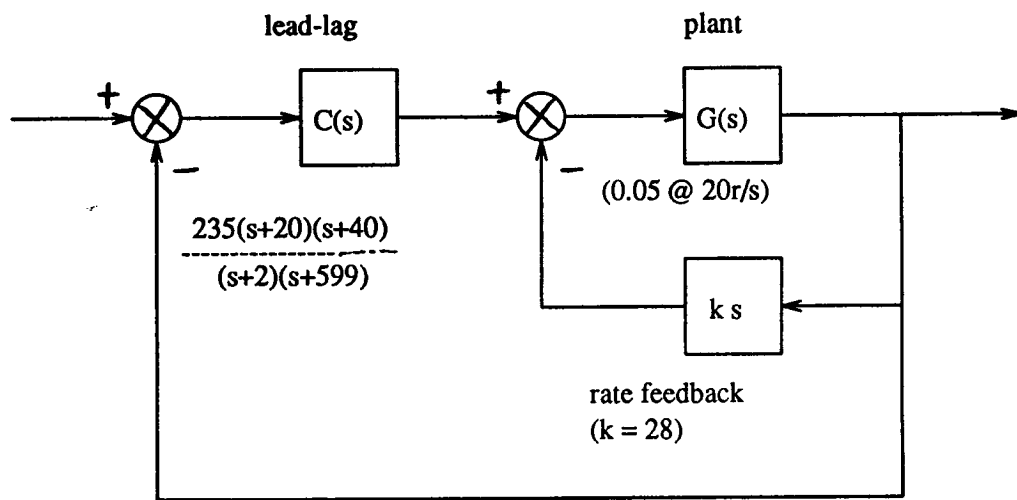 lead-lag
plant
+
C(s)
+
G(s)
−
−
(0.05 @ 20r/s)
235(s+20)(s+40)
(s+2)(s+599)
k s
rate feedback
(k = 28)